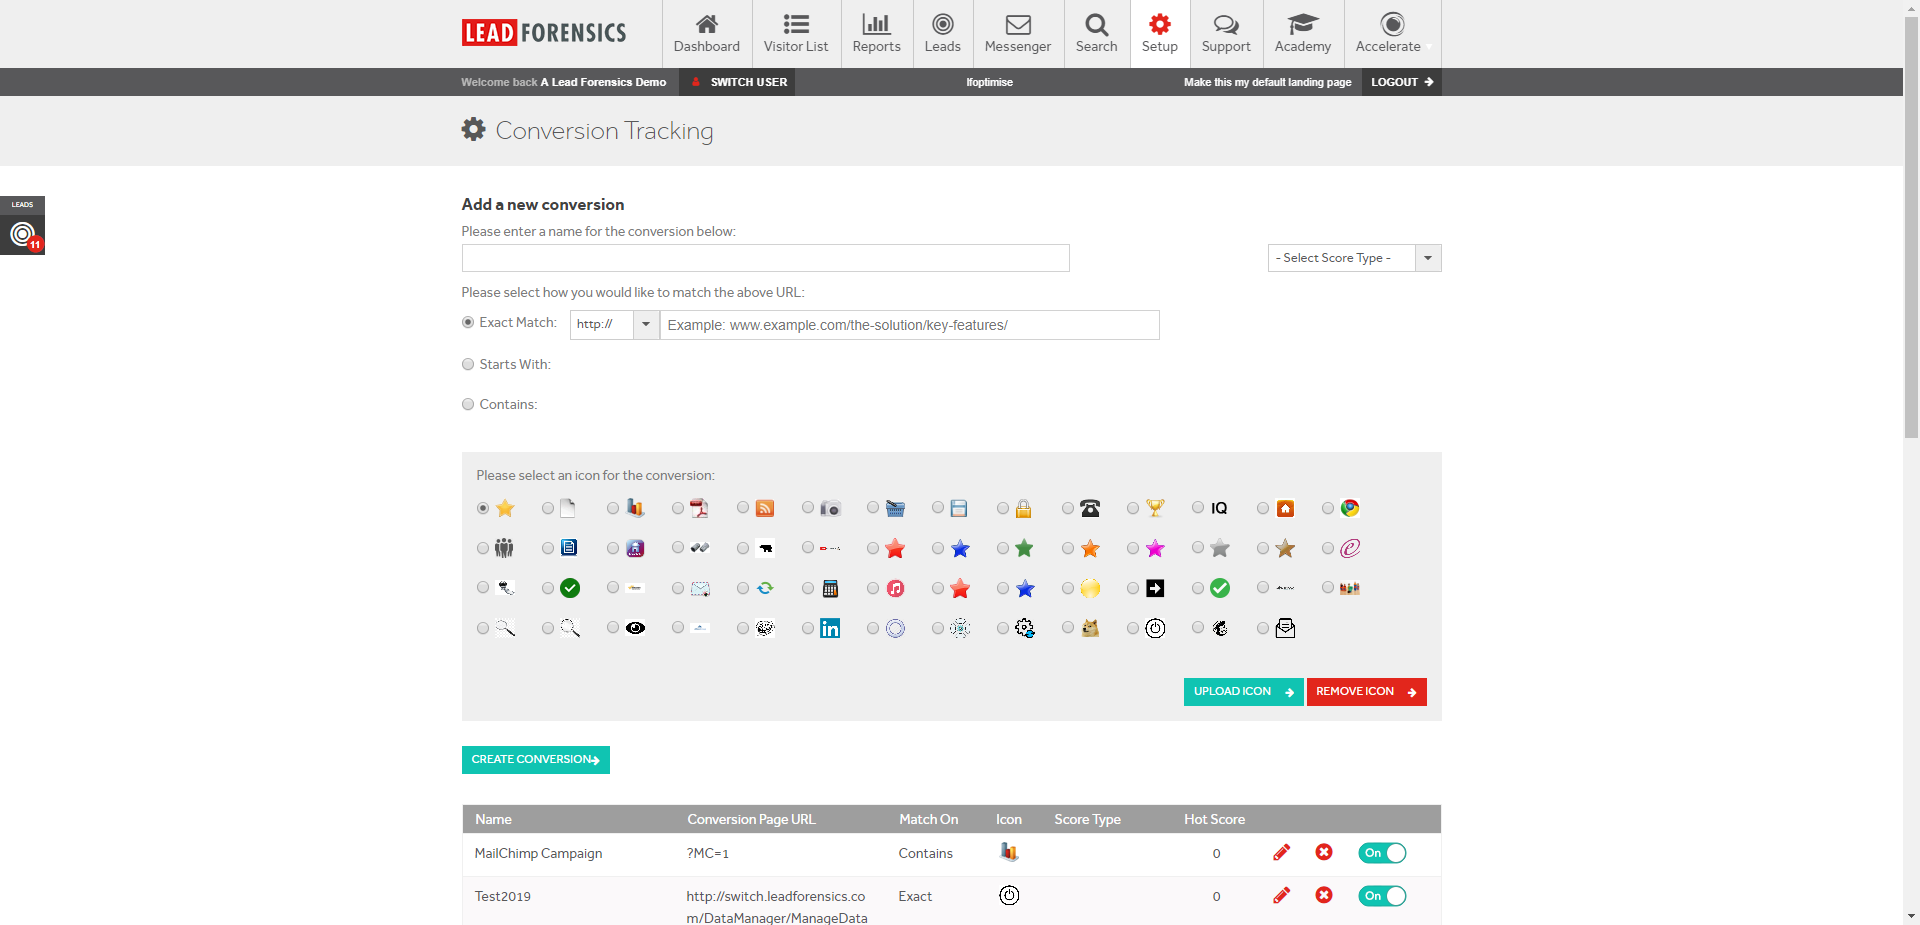 LEAD FORENSICS
Dashboard
Visitor List
Reports
Leads
Messenger
Search
Setup
Support
Academy
Accelerate
Welcome back A Lead Forensics Demo
SWITCH USER
lfoptimise
Make this my default landing page
LOGOUT
Conversion Tracking
LEADS
11
Add a new conversion
Please enter a name for the conversion below:
- Select Score Type -
Please select how you would like to match the above URL:
Exact Match:
http://
Example: www.example.com/the-solution/key-features/
Starts With:
Contains:
Please select an icon for the conversion:
IQ
in
UPLOAD ICON
REMOVE ICON
CREATE CONVERSION
Name Conversion Page URL Match On Icon Score Type Hot Score
MailChimp Campaign ?MC=1 Contains 0 On
Test2019 http://switch.leadforensics.co Exact 0 On
m/DataManager/ManageData